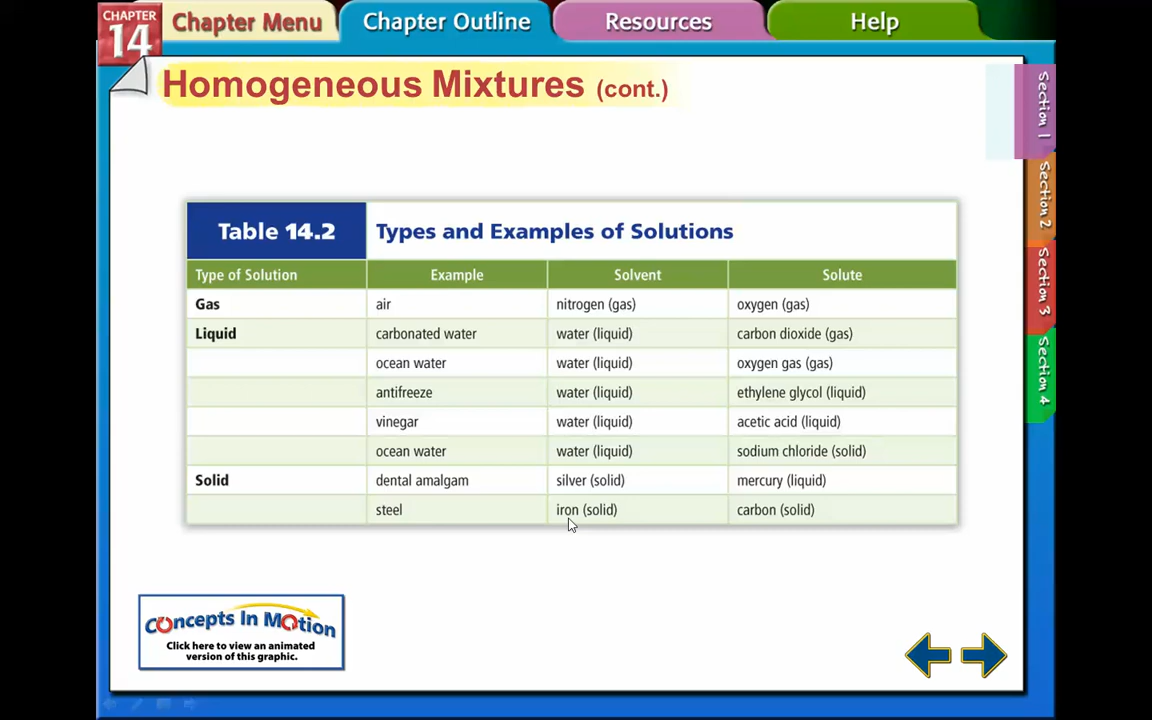 CHAPTER
14
Chapter Menu
Chapter Outline
Resources
Help
Homogeneous Mixtures (cont.)
Section 1
Section 2
Section 3
Section 4
Table 14.2 Types and Examples of Solutions
Type of Solution Example Solvent Solute
Gas air nitrogen (gas) oxygen (gas)
Liquid carbonated water water (liquid) carbon dioxide (gas)
ocean water water (liquid) oxygen gas (gas)
antifreeze water (liquid) ethylene glycol (liquid)
vinegar water (liquid) acetic acid (liquid)
ocean water water (liquid) sodium chloride (solid)
Solid dental amalgam silver (solid) mercury (liquid)
steel iron (solid) carbon (solid)
Concepts In Motion
Click here to view an animated
version of this graphic.